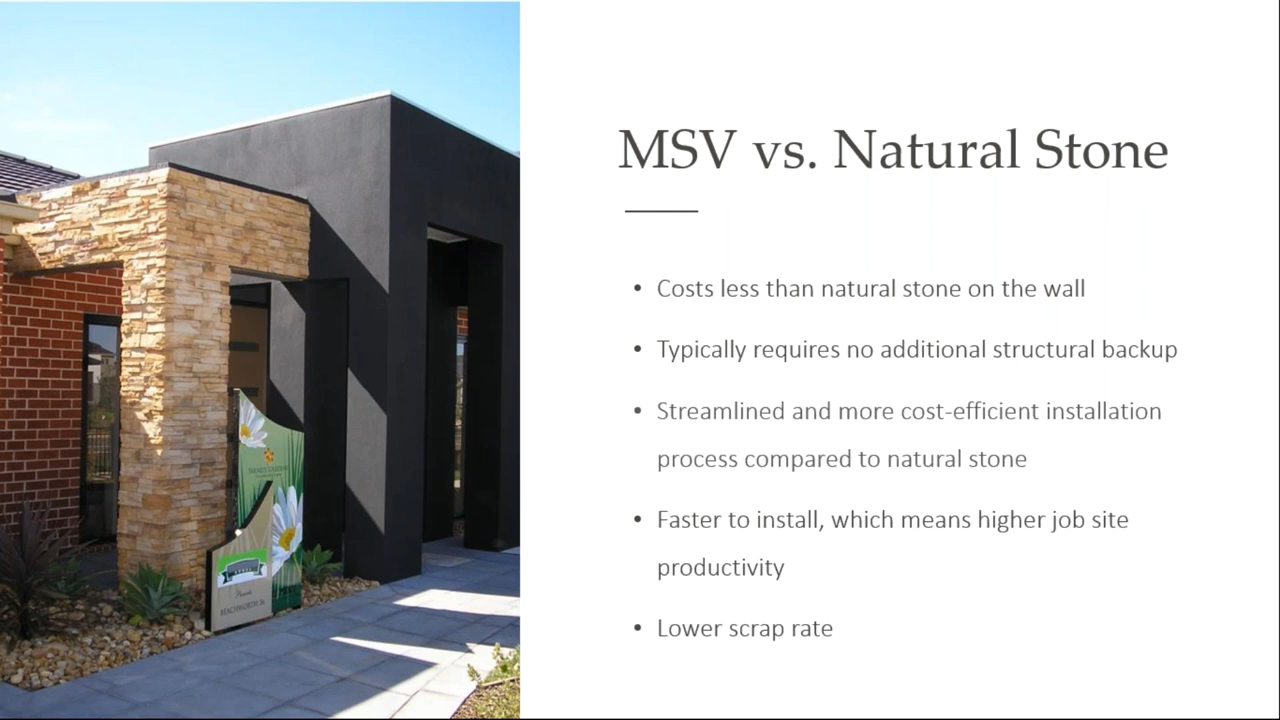 MSV vs. Natural Stone
• Costs less than natural stone on the wall
• Typically requires no additional structural backup
• Streamlined and more cost-efficient installation
process compared to natural stone
• Faster to install, which means higher job site
productivity
• Lower scrap rate